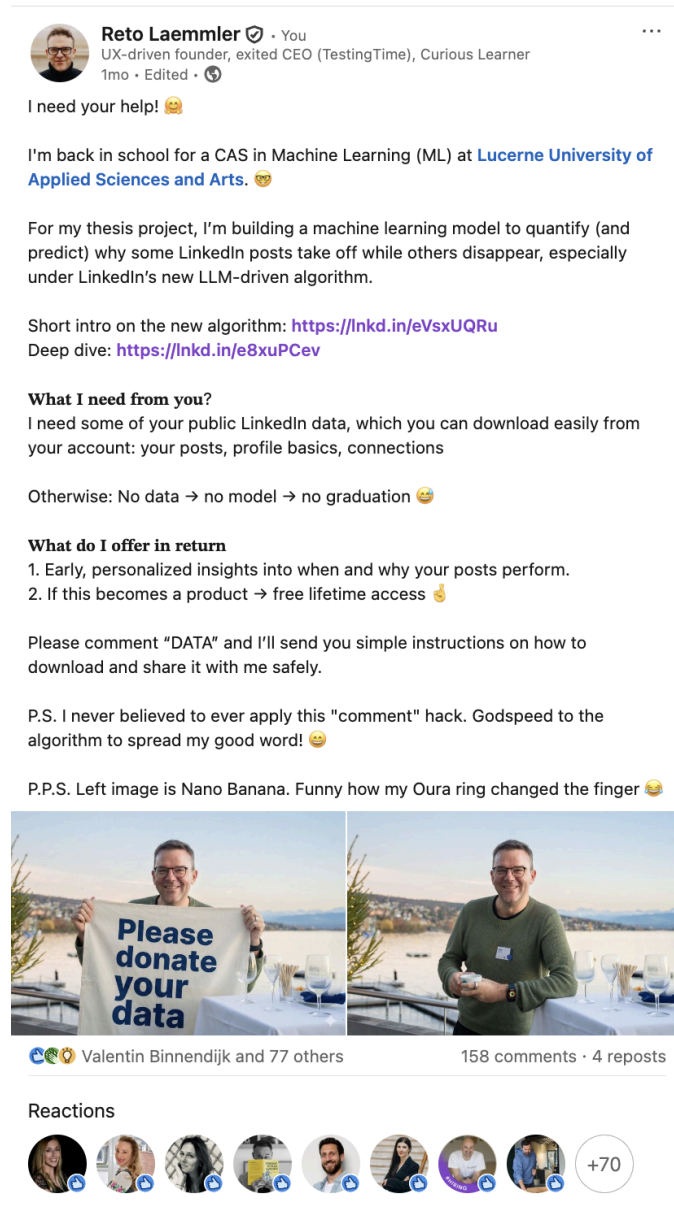 Reto Laemmler • You
UX-driven founder, exited CEO (TestingTime), Curious Learner
1mo • Edited •
I need your help! 🤗
I'm back in school for a CAS in Machine Learning (ML) at Lucerne University of
Applied Sciences and Arts. 🤓
For my thesis project, I’m building a machine learning model to quantify (and
predict) why some LinkedIn posts take off while others disappear, especially
under LinkedIn’s new LLM-driven algorithm.
Short intro on the new algorithm: https://lnkd.in/eVsxUQRu
Deep dive: https://lnkd.in/e8xuPCev
What I need from you?
I need some of your public LinkedIn data, which you can download easily from
your account: your posts, profile basics, connections
Otherwise: No data → no model → no graduation 😅
What do I offer in return
1. Early, personalized insights into when and why your posts perform.
2. If this becomes a product → free lifetime access 🤞
Please comment “DATA” and I’ll send you simple instructions on how to
download and share it with me safely.
P.S. I never believed to ever apply this "comment" hack. Godspeed to the
algorithm to spread my good word! 😄
P.P.S. Left image is Nano Banana. Funny how my Oura ring changed the finger 😂
Please
donate
your
data
Valentin Binnendijk and 77 others
158 comments · 4 reposts
Reactions
+70